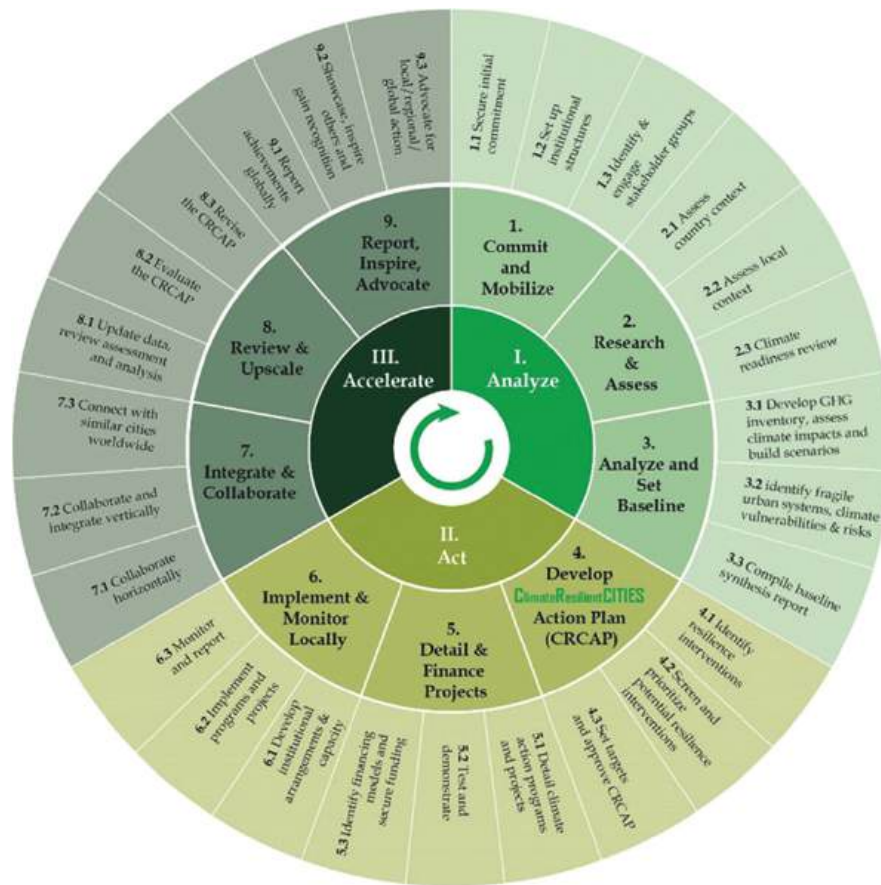 I.
Analyze
II.
Act
III.
Accelerate
1.
Commit
and
Mobilize
2.
Research
&
Assess
3.
Analyze and
Set
Baseline
4.
Develop
ClimateResilientCITIES
Action Plan
(CRCAP)
5.
Detail &
Finance
Projects
6.
Implement &
Monitor
Locally
7.
Integrate &
Collaborate
8.
Review &
Upscale
9.
Report,
Inspire,
Advocate
1.1 Secure initial
commitment
1.2 Set up
institutional
structures
1.3 Identify &
engage
stakeholder groups
2.1 Assess
country context
2.2 Assess local
context
2.3 Climate
readiness review
3.1 Develop GHG
inventory, assess
climate impacts and
build scenarios
3.2 identify fragile
urban systems, climate
vulnerabilities & risks
3.3 Compile baseline
synthesis report
4.1 Identify
resilience
interventions
4.2 Screen and
prioritize
potential resilience
interventions
4.3 Set targets
and approve CRCAP
5.1 Detail climate
action programs
and projects
5.2 Test and
demonstrate
5.3 Identify financing
models and
secure funding
6.1 Develop
institutional
arrangements &
capacity
6.2 Implement
programs and
projects
6.3 Monitor
and report
7.1 Collaborate
horizontally
7.2 Collaborate and
integrate vertically
7.3 Connect with
similar cities
worldwide
8.1 Update data,
review assessment
and analysis
8.2 Evaluate
the CRCAP
8.3 Revise
the CRCAP
9.1 Report
achievements
globally
9.2 Showcase, inspire
others and
gain recognition
9.3 Advocate for
local/regional/
global action